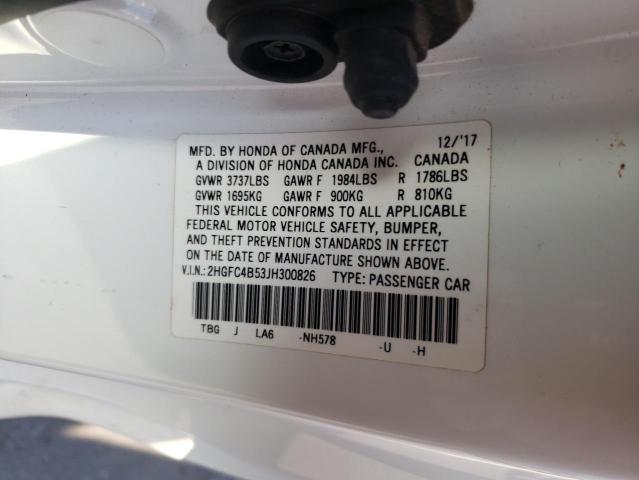 MFD. BY HONDA OF CANADA MFG., 12/'17
A DIVISION OF HONDA CANADA INC. CANADA
GVWR 3737LBS GAWR F 1984LBS R 1786LBS
GVWR 1695KG GAWR F 900KG R 810KG
THIS VEHICLE CONFORMS TO ALL APPLICABLE
FEDERAL MOTOR VEHICLE SAFETY, BUMPER,
AND THEFT PREVENTION STANDARDS IN EFFECT
ON THE DATE OF MANUFACTURE SHOWN ABOVE.
V.I.N.: 2HGFC4B53JH300826 TYPE: PASSENGER CAR
TBG J LA6 -NH578 -U -H